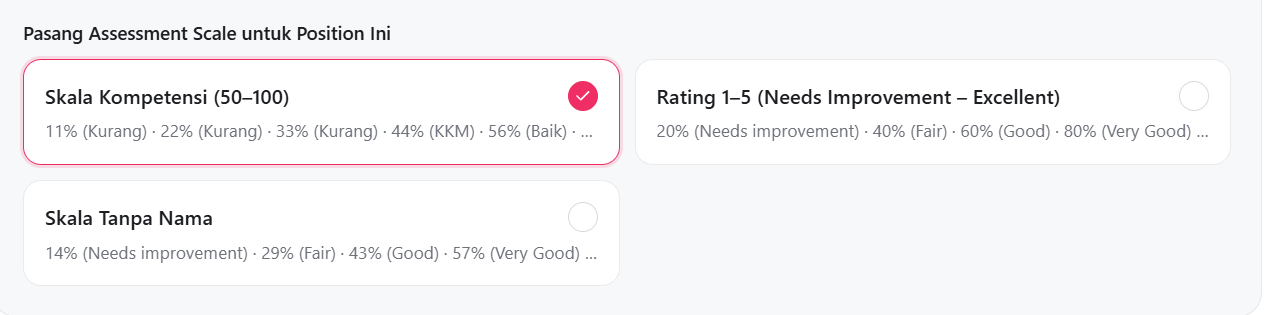 Pasang Assessment Scale untuk Position Ini
Skala Kompetensi (50–100)
11% (Kurang) · 22% (Kurang) · 33% (Kurang) · 44% (KKM) · 56% (Baik) · ...
Rating 1–5 (Needs Improvement – Excellent)
20% (Needs improvement) · 40% (Fair) · 60% (Good) · 80% (Very Good) ...
Skala Tanpa Nama
14% (Needs improvement) · 29% (Fair) · 43% (Good) · 57% (Very Good) ...